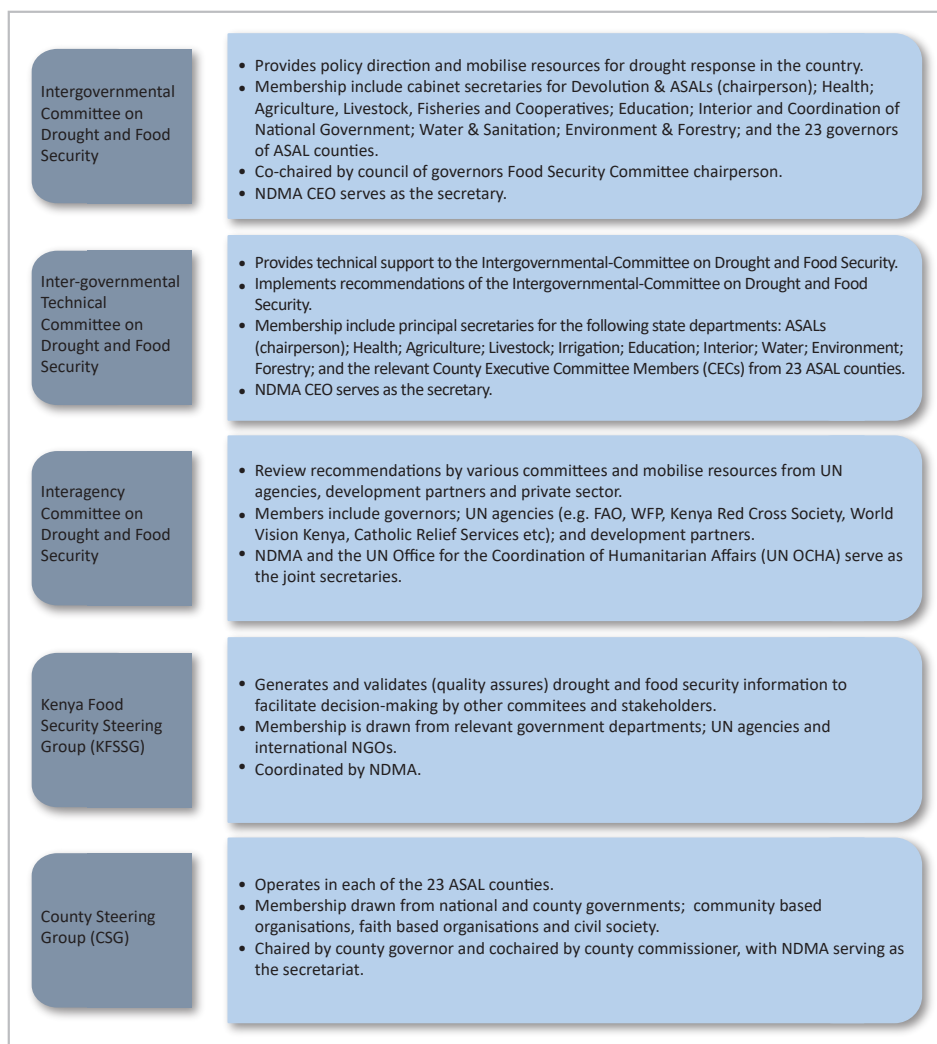 Intergovernmental
Committee on
Drought and Food
Security
• Provides policy direction and mobilise resources for drought response in the country.
• Membership include cabinet secretaries for Devolution & ASALs (chairperson); Health;
Agriculture, Livestock, Fisheries and Cooperatives; Education; Interior and Coordination of
National Government; Water & Sanitation; Environment & Forestry; and the 23 governors
of ASAL counties.
• Co-chaired by council of governors Food Security Committee chairperson.
• NDMA CEO serves as the secretary.
Inter-governmental
Technical
Committee on
Drought and Food
Security
• Provides technical support to the Intergovernmental-Committee on Drought and Food Security.
• Implements recommendations of the Intergovernmental-Committee on Drought and Food
Security.
• Membership include principal secretaries for the following state departments: ASALs
(chairperson); Health; Agriculture; Livestock; Irrigation; Education; Interior; Water; Environment;
Forestry; and the relevant County Executive Committee Members (CECs) from 23 ASAL counties.
• NDMA CEO serves as the secretary.
Interagency
Committee on
Drought and Food
Security
• Review recommendations by various committees and mobilise resources from UN
agencies, development partners and private sector.
• Members include governors; UN agencies (e.g. FAO, WFP, Kenya Red Cross Society, World
Vision Kenya, Catholic Relief Services etc); and development partners.
• NDMA and the UN Office for the Coordination of Humanitarian Affairs (UN OCHA) serve as
the joint secretaries.
Kenya Food
Security Steering
Group (KFSSG)
• Generates and validates (quality assures) drought and food security information to
facilitate decision-making by other commitees and stakeholders.
• Membership is drawn from relevant government departments; UN agencies and
international NGOs.
• Coordinated by NDMA.
County Steering
Group (CSG)
• Operates in each of the 23 ASAL counties.
• Membership drawn from national and county governments; community based
organisations, faith based organisations and civil society.
• Chaired by county governor and cochaired by county commissioner, with NDMA serving as
the secretariat.